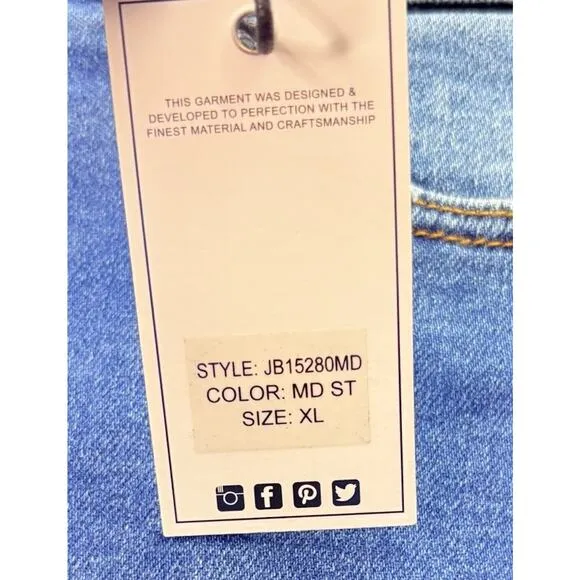 THIS GARMENT WAS DESIGNED &
DEVELOPED TO PERFECTION WITH THE
FINEST MATERIAL AND CRAFTSMANSHIP
STYLE: JB15280MD
COLOR: MD ST
SIZE: XL